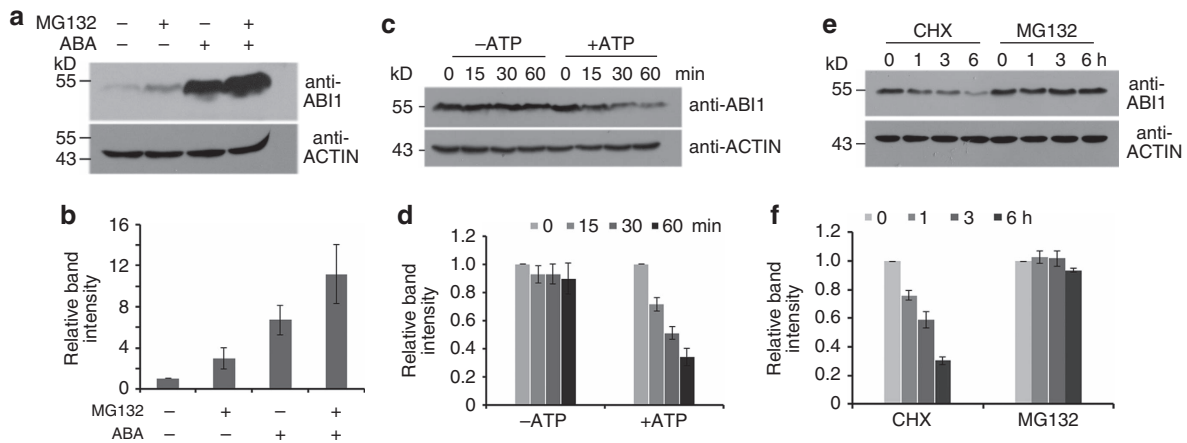 a
MG132 – + – +
ABA – – + +
kD
55
anti-
ABI1
55
43
anti-
ACTIN
b
Relative band
intensity
16
12
8
4
0
MG132 – + – +
ABA – – + +
c
–ATP +ATP
kD 0 15 30 60 0 15 30 60 min
55
anti-ABI1
43
anti-ACTIN
d
0 15 30 60 min
Relative band
intensity
1.2
1.0
0.8
0.6
0.4
0.2
0
–ATP +ATP
e
CHX MG132
kD 0 1 3 6 0 1 3 6 h
55
anti-
ABI1
43
anti-
ACTIN
f
0 1 3 6 h
Relative band
intensity
1.2
1.0
0.8
0.6
0.4
0.2
0
CHX MG132